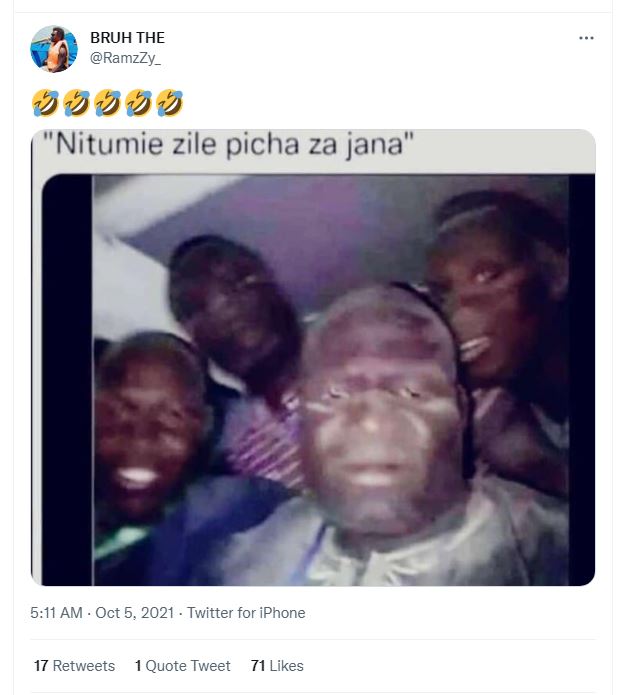 BRUH THE
@RamzZy_
🤣🤣🤣🤣🤣
"Nitumie zile picha za jana"
5:11 AM · Oct 5, 2021 · Twitter for iPhone
17 Retweets 1 Quote Tweet 71 Likes